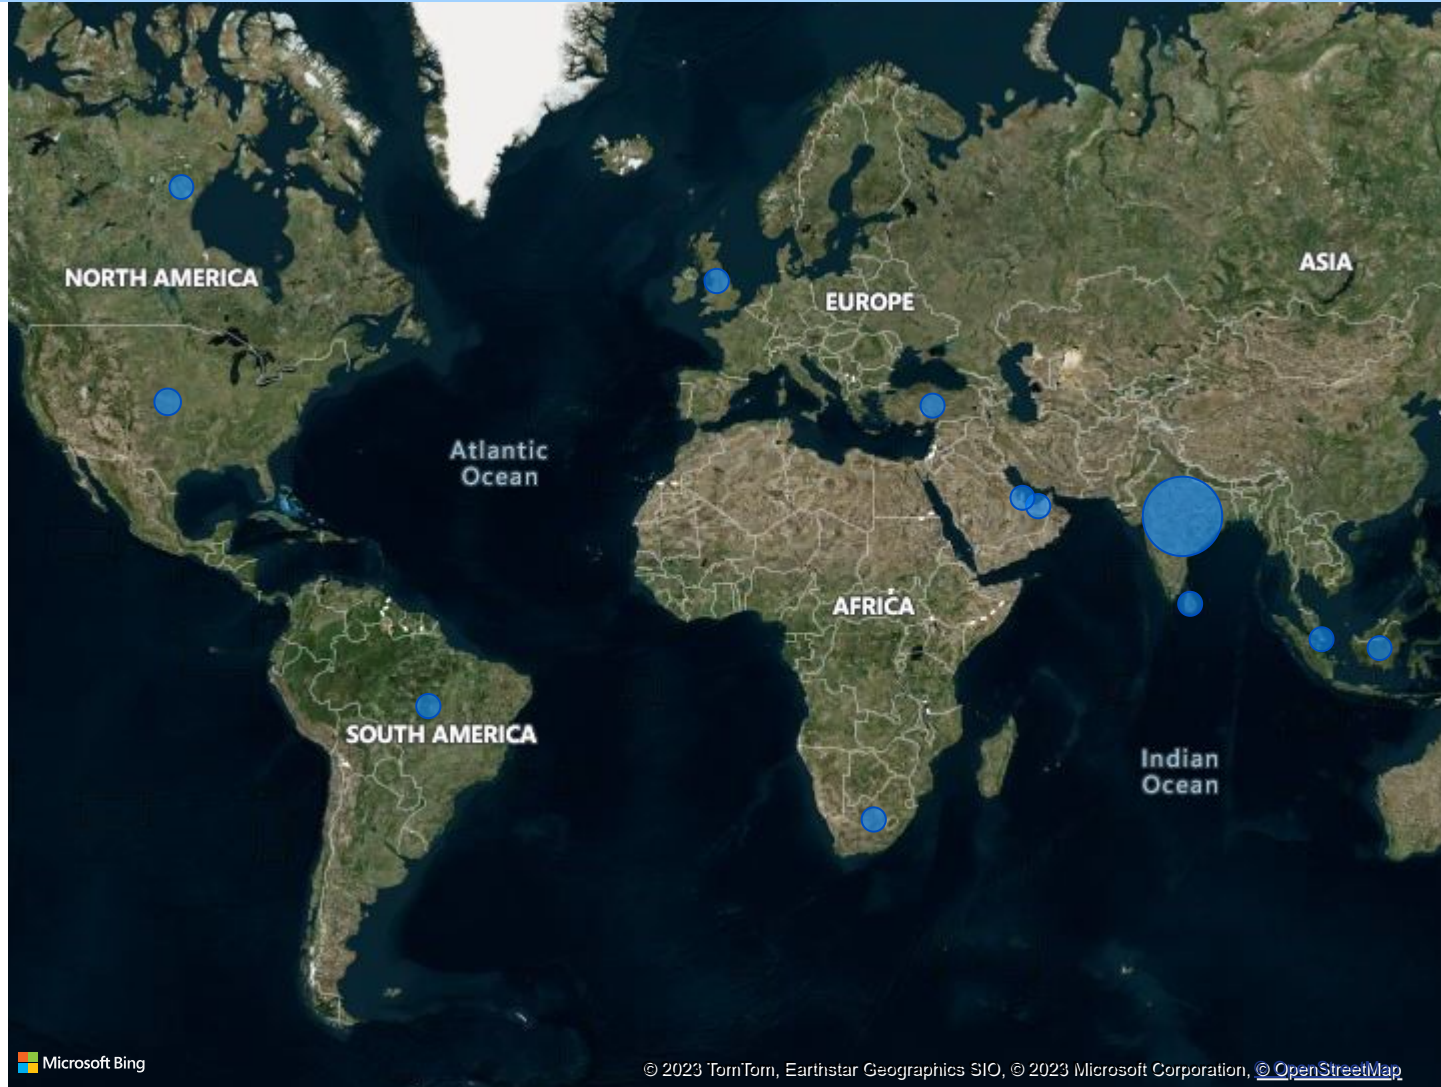 NORTH AMERICA
ASIA
EUROPE
Atlantic
Ocean
AFRICA
SOUTH AMERICA
Indian
Ocean
Microsoft Bing
© 2023 TomTom, Earthstar Geographics SIO, © 2023 Microsoft Corporation, © OpenStreetMap